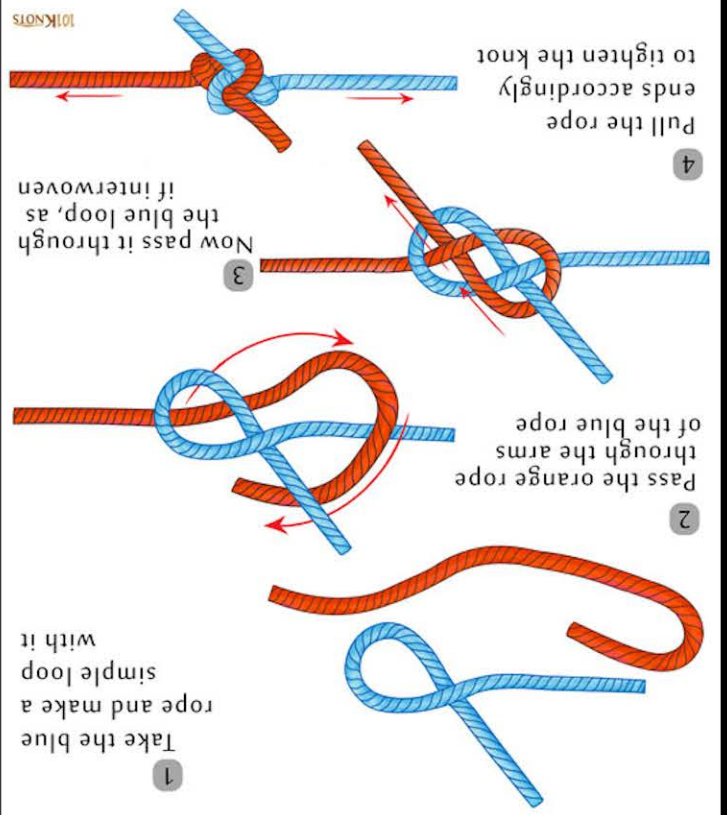 1
Take the blue
rope and make a
simple loop
with it
2
Pass the orange rope
through the arms
of the blue rope
3
Now pass it through
the blue loop, as
if interwoven
4
Pull the rope
ends accordingly
to tighten the knot
101KNOTS